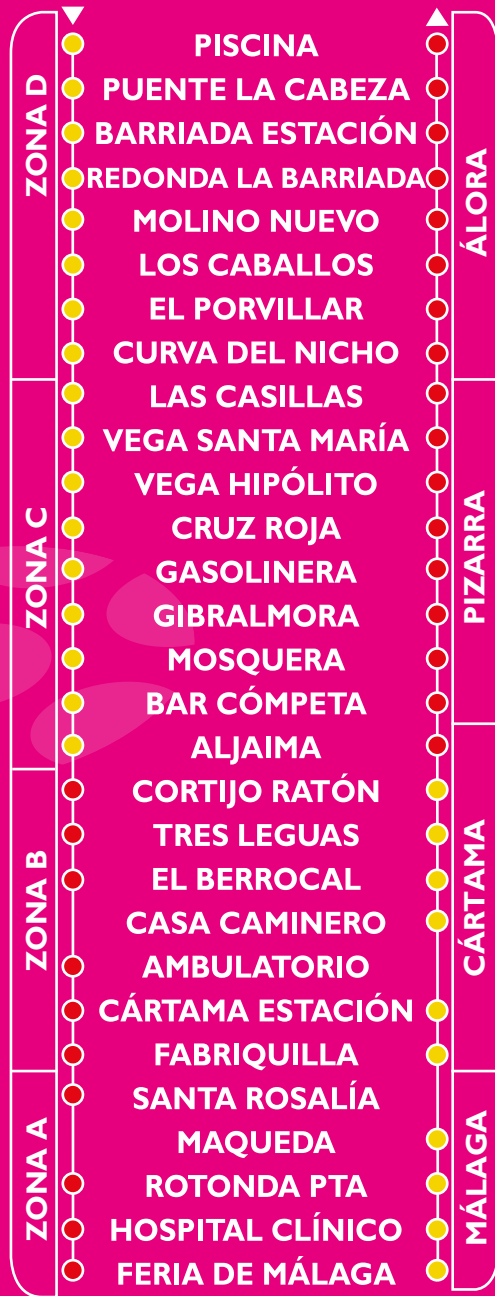 ZONA D
PISCINA
PUENTE LA CABEZA
BARRIADA ESTACIÓN
REDONDA LA BARRIADA
MOLINO NUEVO
LOS CABALLOS
EL PORVILLAR
CURVA DEL NICHO
ÁLORA
ZONA C
LAS CASILLAS
VEGA SANTA MARÍA
VEGA HIPÓLITO
CRUZ ROJA
GASOLINERA
GIBRALMORA
MOSQUERA
BAR CÓMPETA
PIZARRA
ALJAIMA
ZONA B
CORTIJO RATÓN
TRES LEGUAS
EL BERROCAL
CASA CAMINERO
AMBULATORIO
CÁRTAMA ESTACIÓN
FABRIQUILLA
CÁRTAMA
ZONA A
SANTA ROSALÍA
MAQUEDA
ROTONDA PTA
HOSPITAL CLÍNICO
FERIA DE MÁLAGA
MÁLAGA